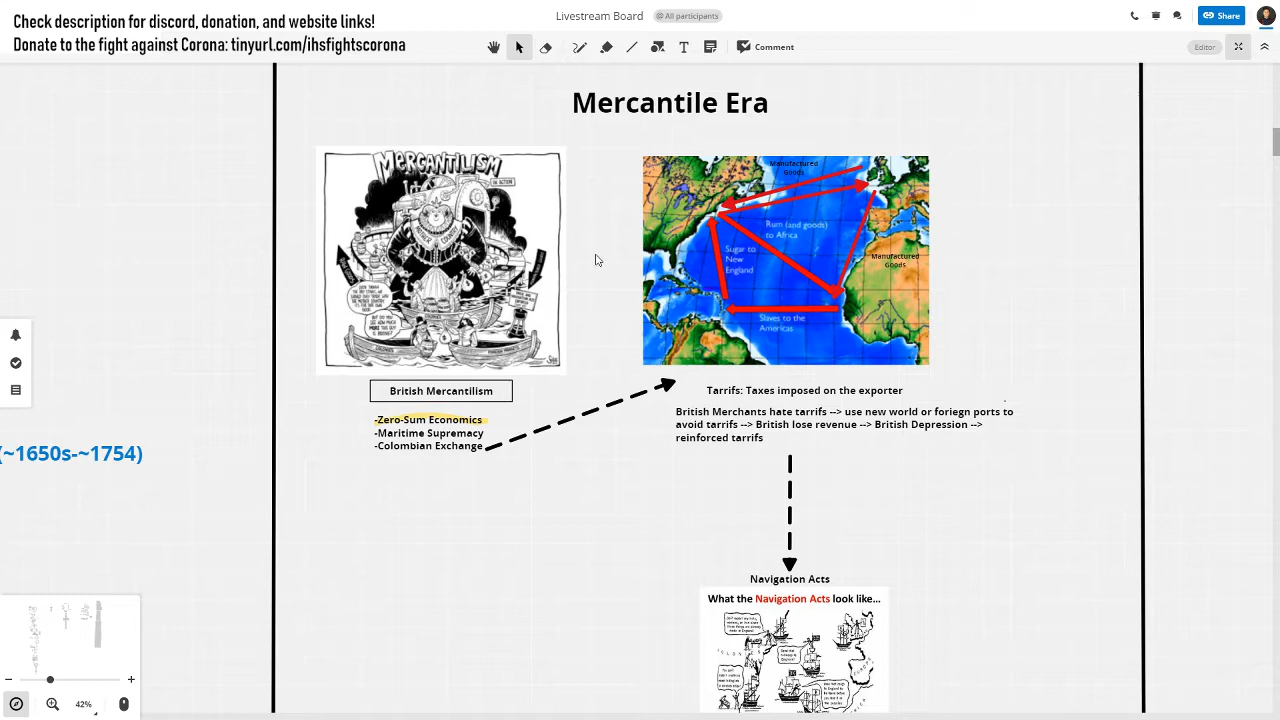 Check description for discord, donation, and website links!
Donate to the fight against Corona: tinyurl.com/ihsfightscorona
Livestream Board
@ All participants
Share
Comment
Editor
Mercantile Era
MERCANTILISM
IN ACTION
MOTHER COUNTRY
British Mercantilism
-Zero-Sum Economics
-Maritime Supremacy
-Colombian Exchange
Manufactured
Goods
Rum (and goods)
to Africa
Sugar to
New
England
Manufactured
Goods
Slaves to the
Americas
Tarrifs: Taxes imposed on the exporter
British Merchants hate tarrifs --> use new world or foriegn ports to
avoid tarrifs --> British lose revenue --> British Depression -->
reinforced tarrifs
(~1650s-~1754)
Navigation Acts
What the Navigation Acts look like...
42%